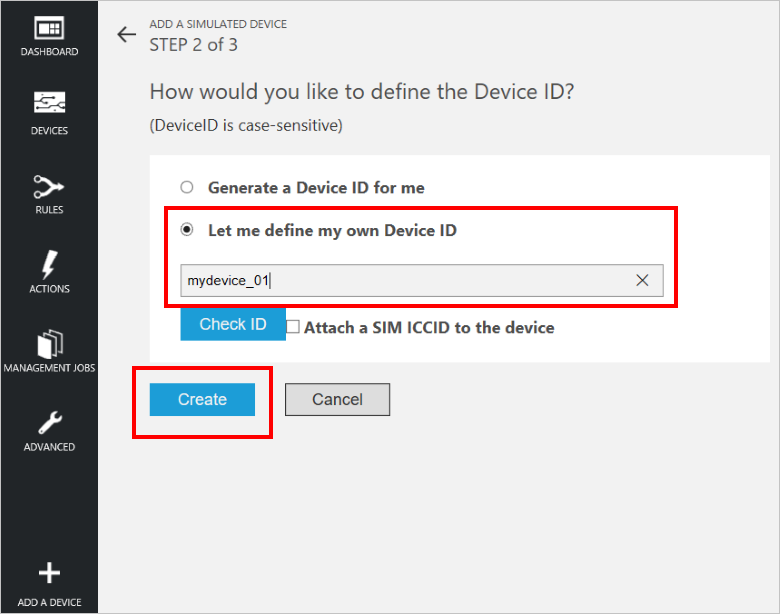 DASHBOARD
DEVICES
RULES
ACTIONS
MANAGEMENT JOBS
ADVANCED
ADD A DEVICE
ADD A SIMULATED DEVICE
STEP 2 of 3
How would you like to define the Device ID?
(DeviceID is case-sensitive)
Generate a Device ID for me
Let me define my own Device ID
mydevice_01
Check ID Attach a SIM ICCID to the device
Create Cancel